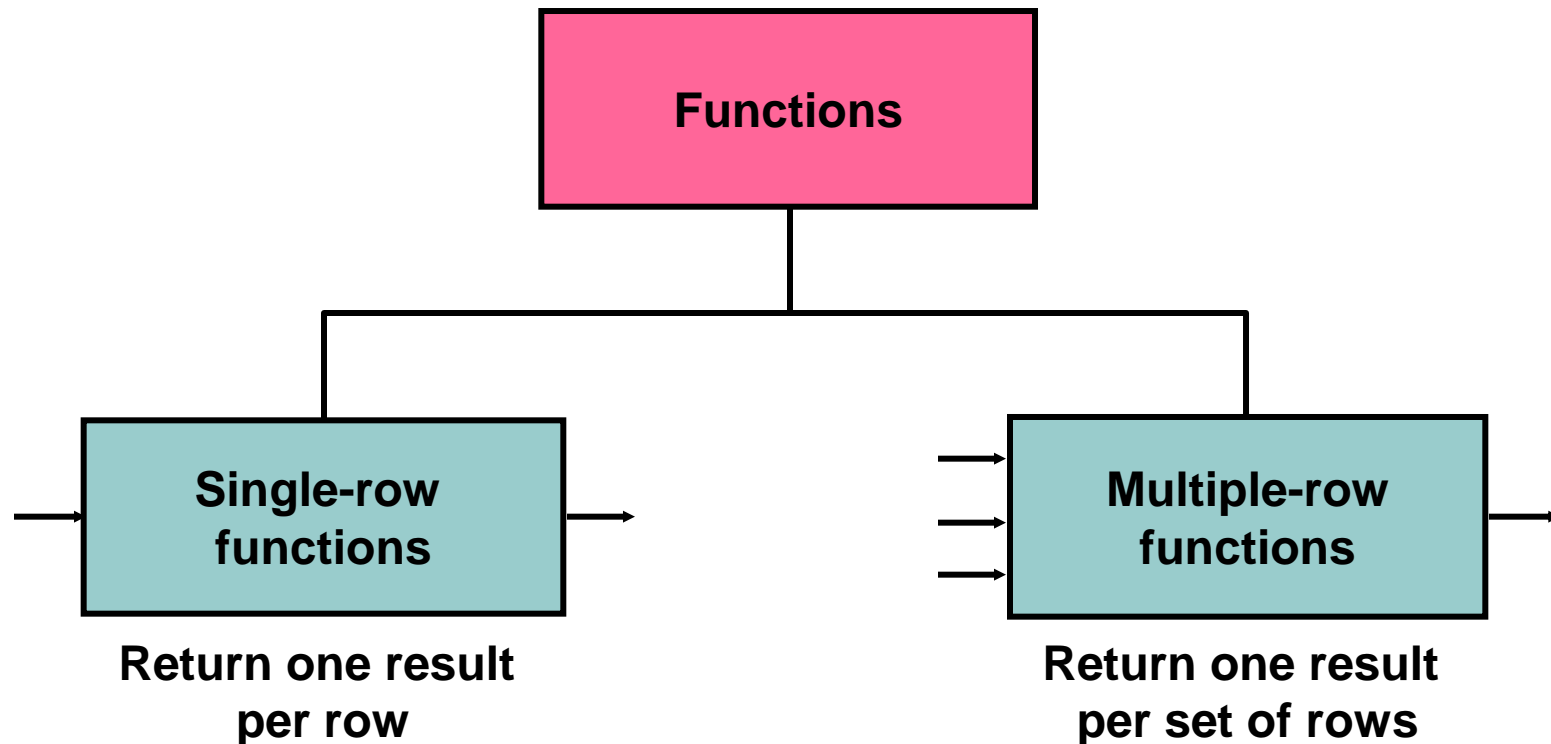 Functions
Single-row
functions
Multiple-row
functions
Return one result
per row
Return one result
per set of rows